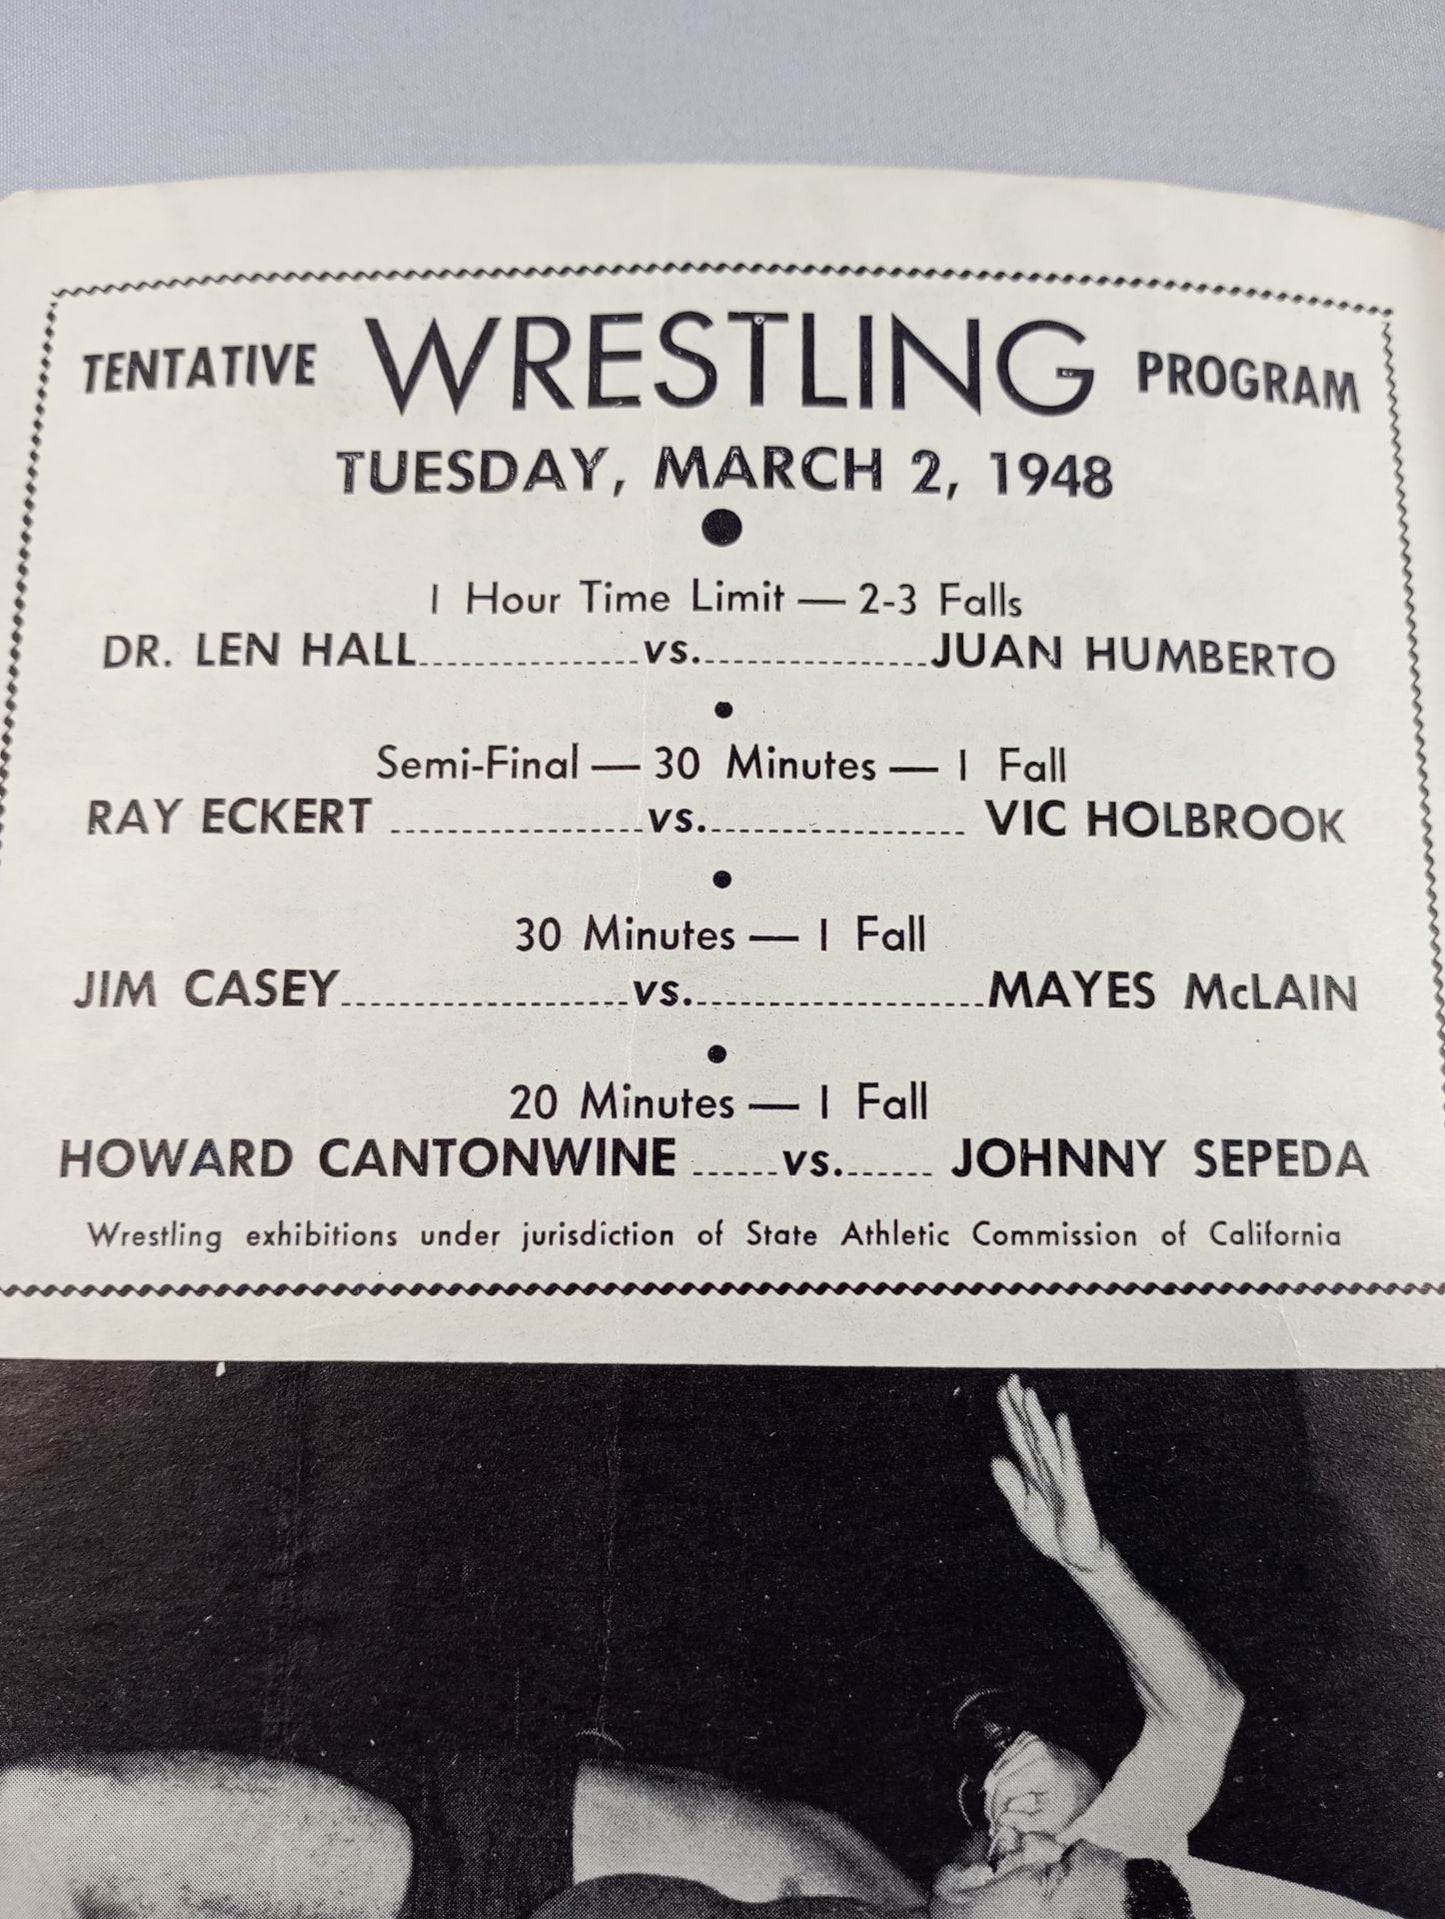 TENTATIVE WRESTLING PROGRAM
TUESDAY, MARCH 2, 1948
1 Hour Time Limit — 2-3 Falls
DR. LEN HALL................vs.................JUAN HUMBERTO
Semi-Final — 30 Minutes — 1 Fall
RAY ECKERT ..................vs................... VIC HOLBROOK
30 Minutes — 1 Fall
JIM CASEY....................vs.....................MAYES McLAIN
20 Minutes — 1 Fall
HOWARD CANTONWINE ......vs....... JOHNNY SEPEDA
Wrestling exhibitions under jurisdiction of State Athletic Commission of California